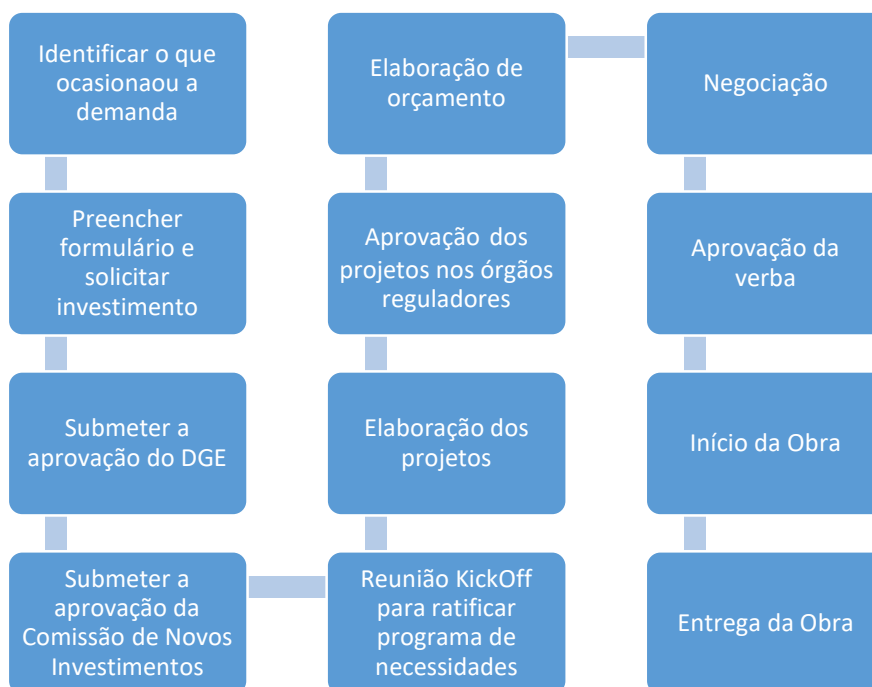 Identificar o que
ocasionaou a
demanda
Preencher
formulário e
solicitar
investimento
Submeter a
aprovação do DGE
Submeter a
aprovação da
Comissão de Novos
Investimentos
Reunião KickOff
para ratificar
programa de
necessidades
Elaboração dos
projetos
Aprovação dos
projetos nos órgãos
reguladores
Elaboração de
orçamento
Negociação
Aprovação da
verba
Início da Obra
Entrega da Obra